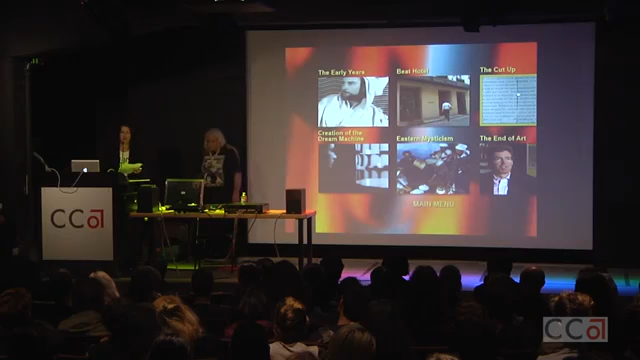 The Early Years
Beat Hotel
The Cut Up
Creation of the
Dream Machine
Eastern Mysticism
The End of Art
MAIN MENU
CCA
CCA